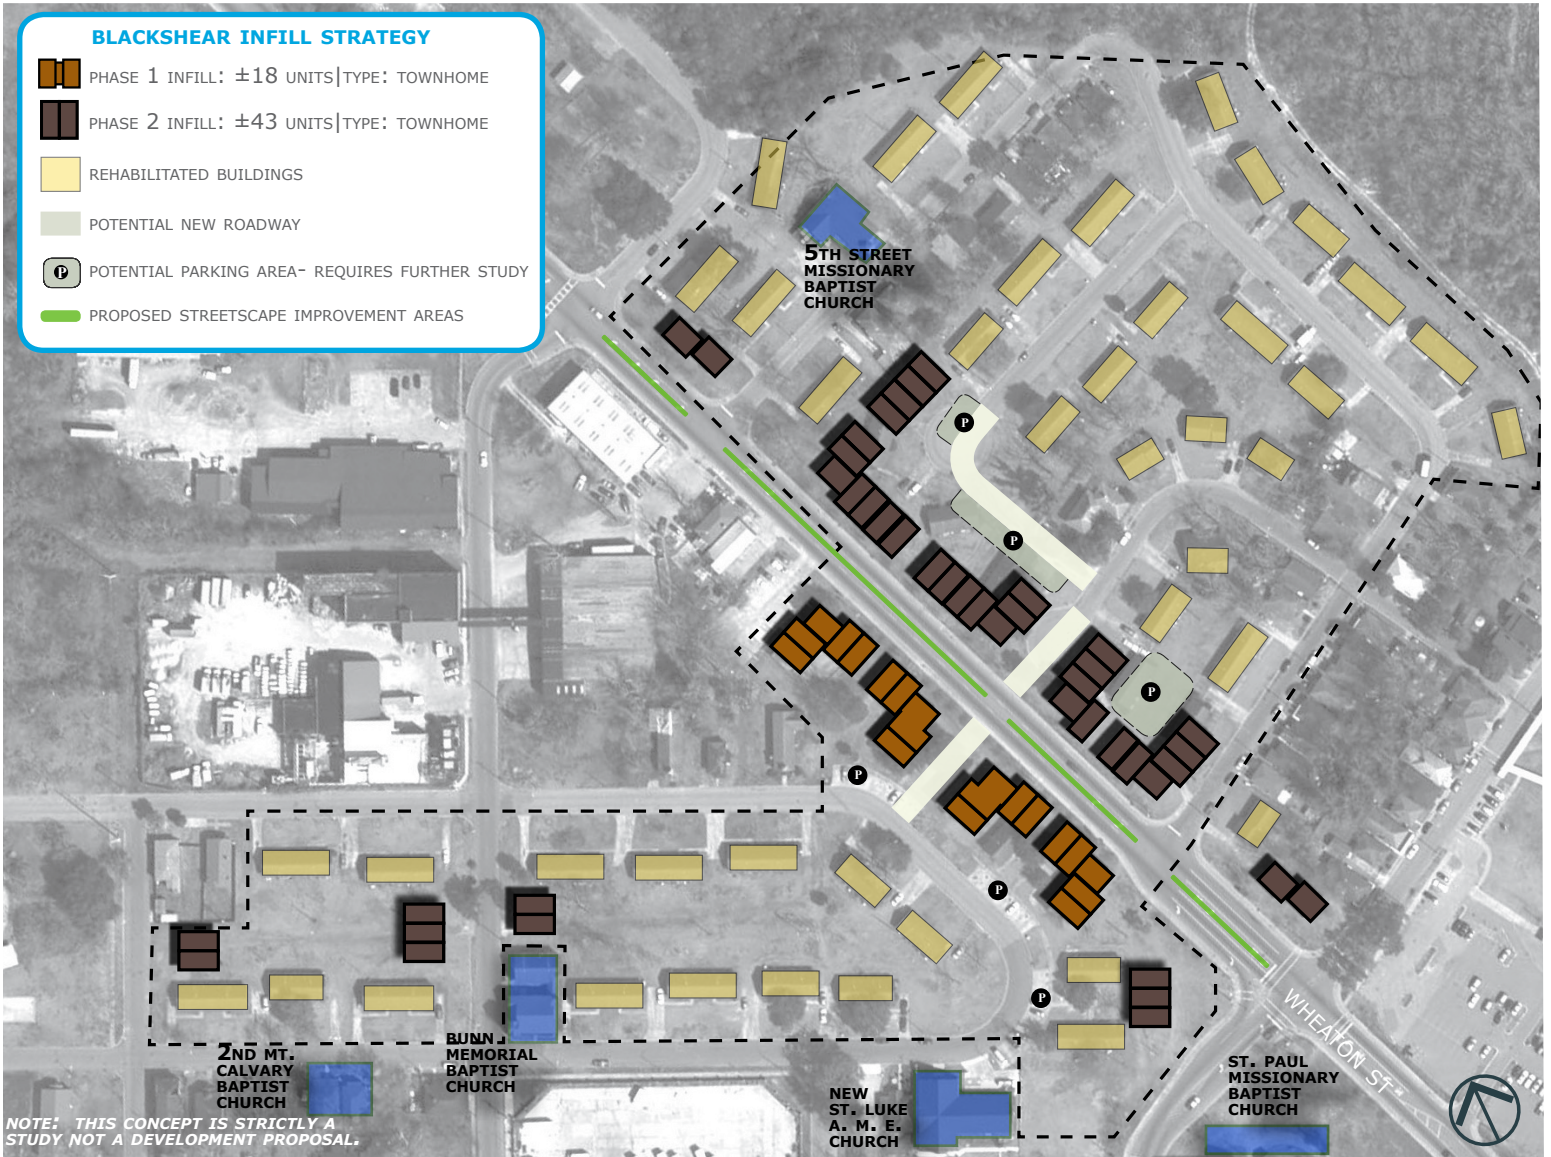 BLACKSHEAR INFILL STRATEGY
PHASE 1 INFILL: ±18 UNITS|TYPE: TOWNHOME
PHASE 2 INFILL: ±43 UNITS|TYPE: TOWNHOME
REHABILITATED BUILDINGS
POTENTIAL NEW ROADWAY
P POTENTIAL PARKING AREA- REQUIRES FURTHER STUDY
PROPOSED STREETSCAPE IMPROVEMENT AREAS
5TH STREET
MISSIONARY
BAPTIST
CHURCH
P
P
P
P
P
P
WHEATON ST
2ND MT.
CALVARY
BAPTIST
CHURCH
BUNN
MEMORIAL
BAPTIST
CHURCH
NEW
ST. LUKE
A. M. E.
CHURCH
ST. PAUL
MISSIONARY
BAPTIST
CHURCH
NOTE: THIS CONCEPT IS STRICTLY A
STUDY NOT A DEVELOPMENT PROPOSAL.